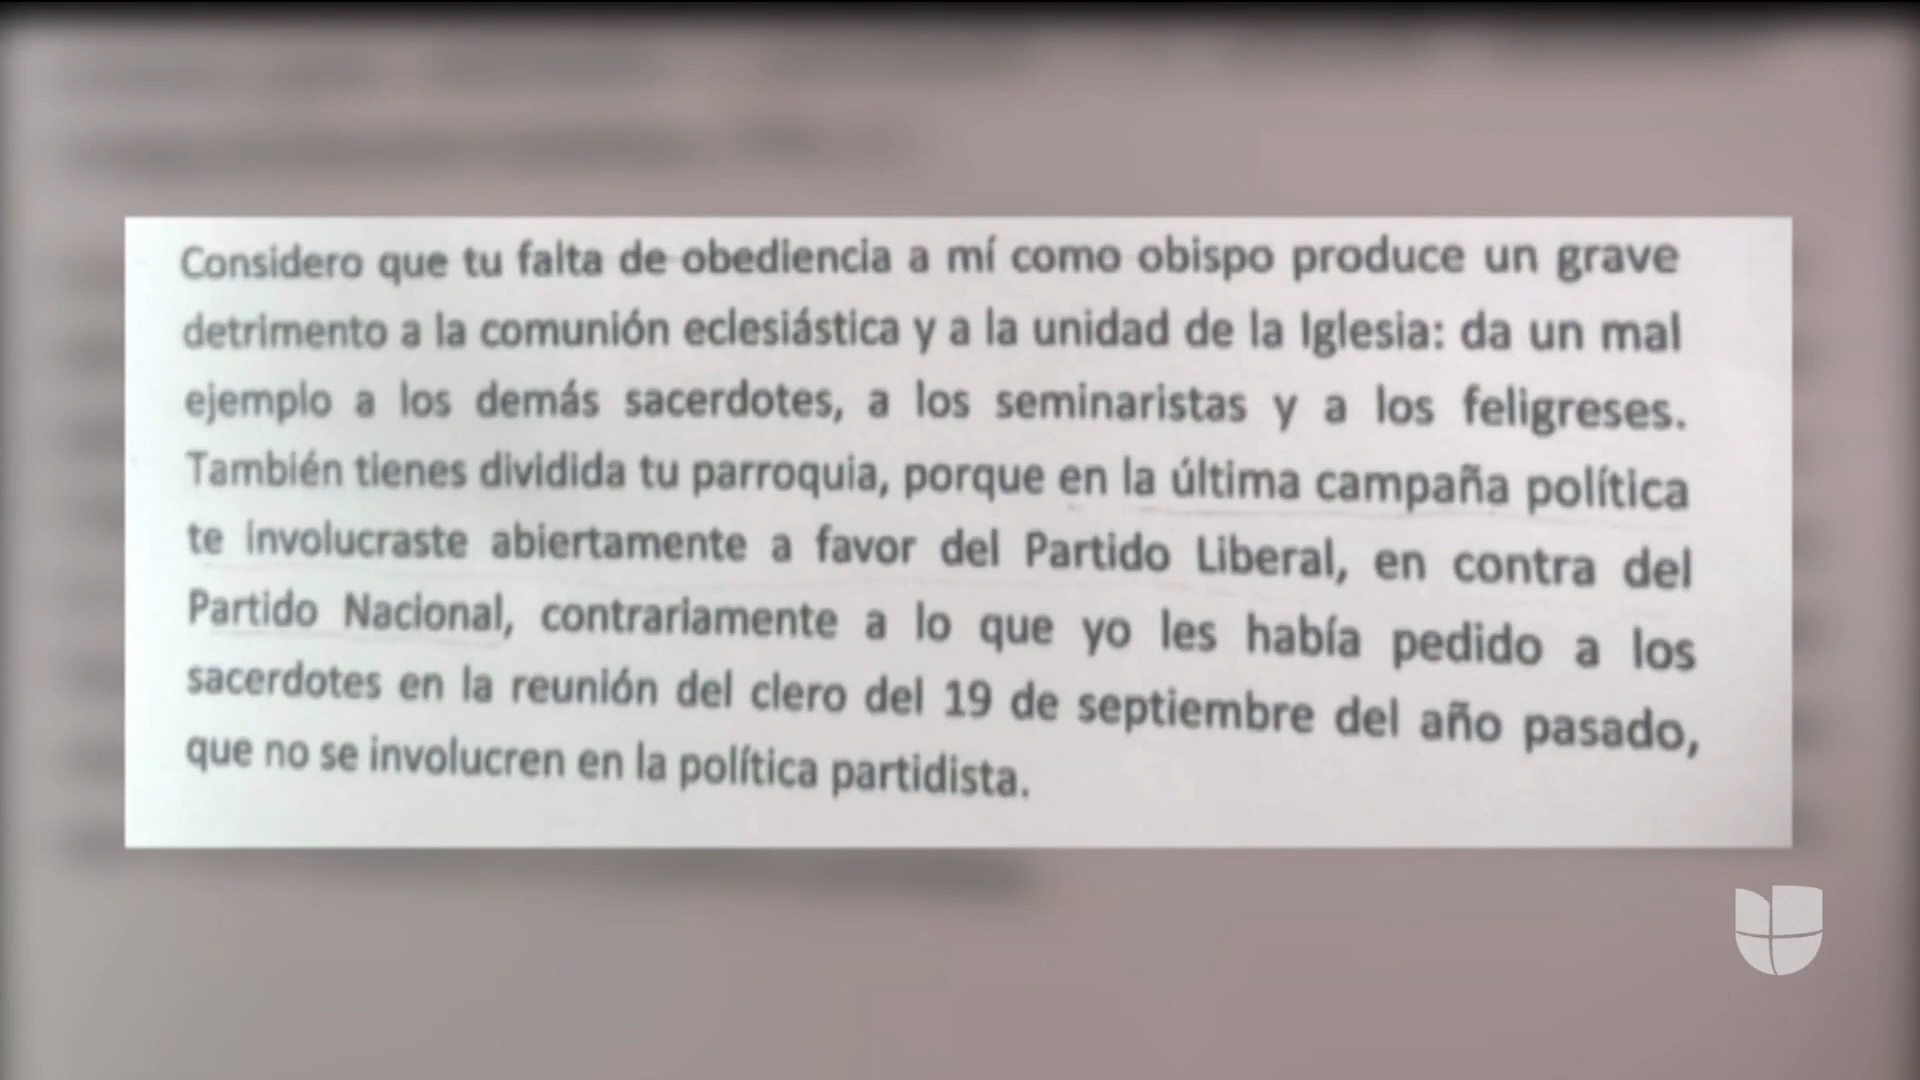 Considero que tu falta de obediencia a mí como obispo produce un grave
detrimento a la comunión eclesiástica y a la unidad de la Iglesia: da un mal
ejemplo a los demás sacerdotes, a los seminaristas y a los feligreses.
También tienes dividida tu parroquia, porque en la última campaña política
te involucraste abiertamente a favor del Partido Liberal, en contra del
Partido Nacional, contrariamente a lo que yo les había pedido a los
sacerdotes en la reunión del clero del 19 de septiembre del año pasado,
que no se involucren en la política partidista.